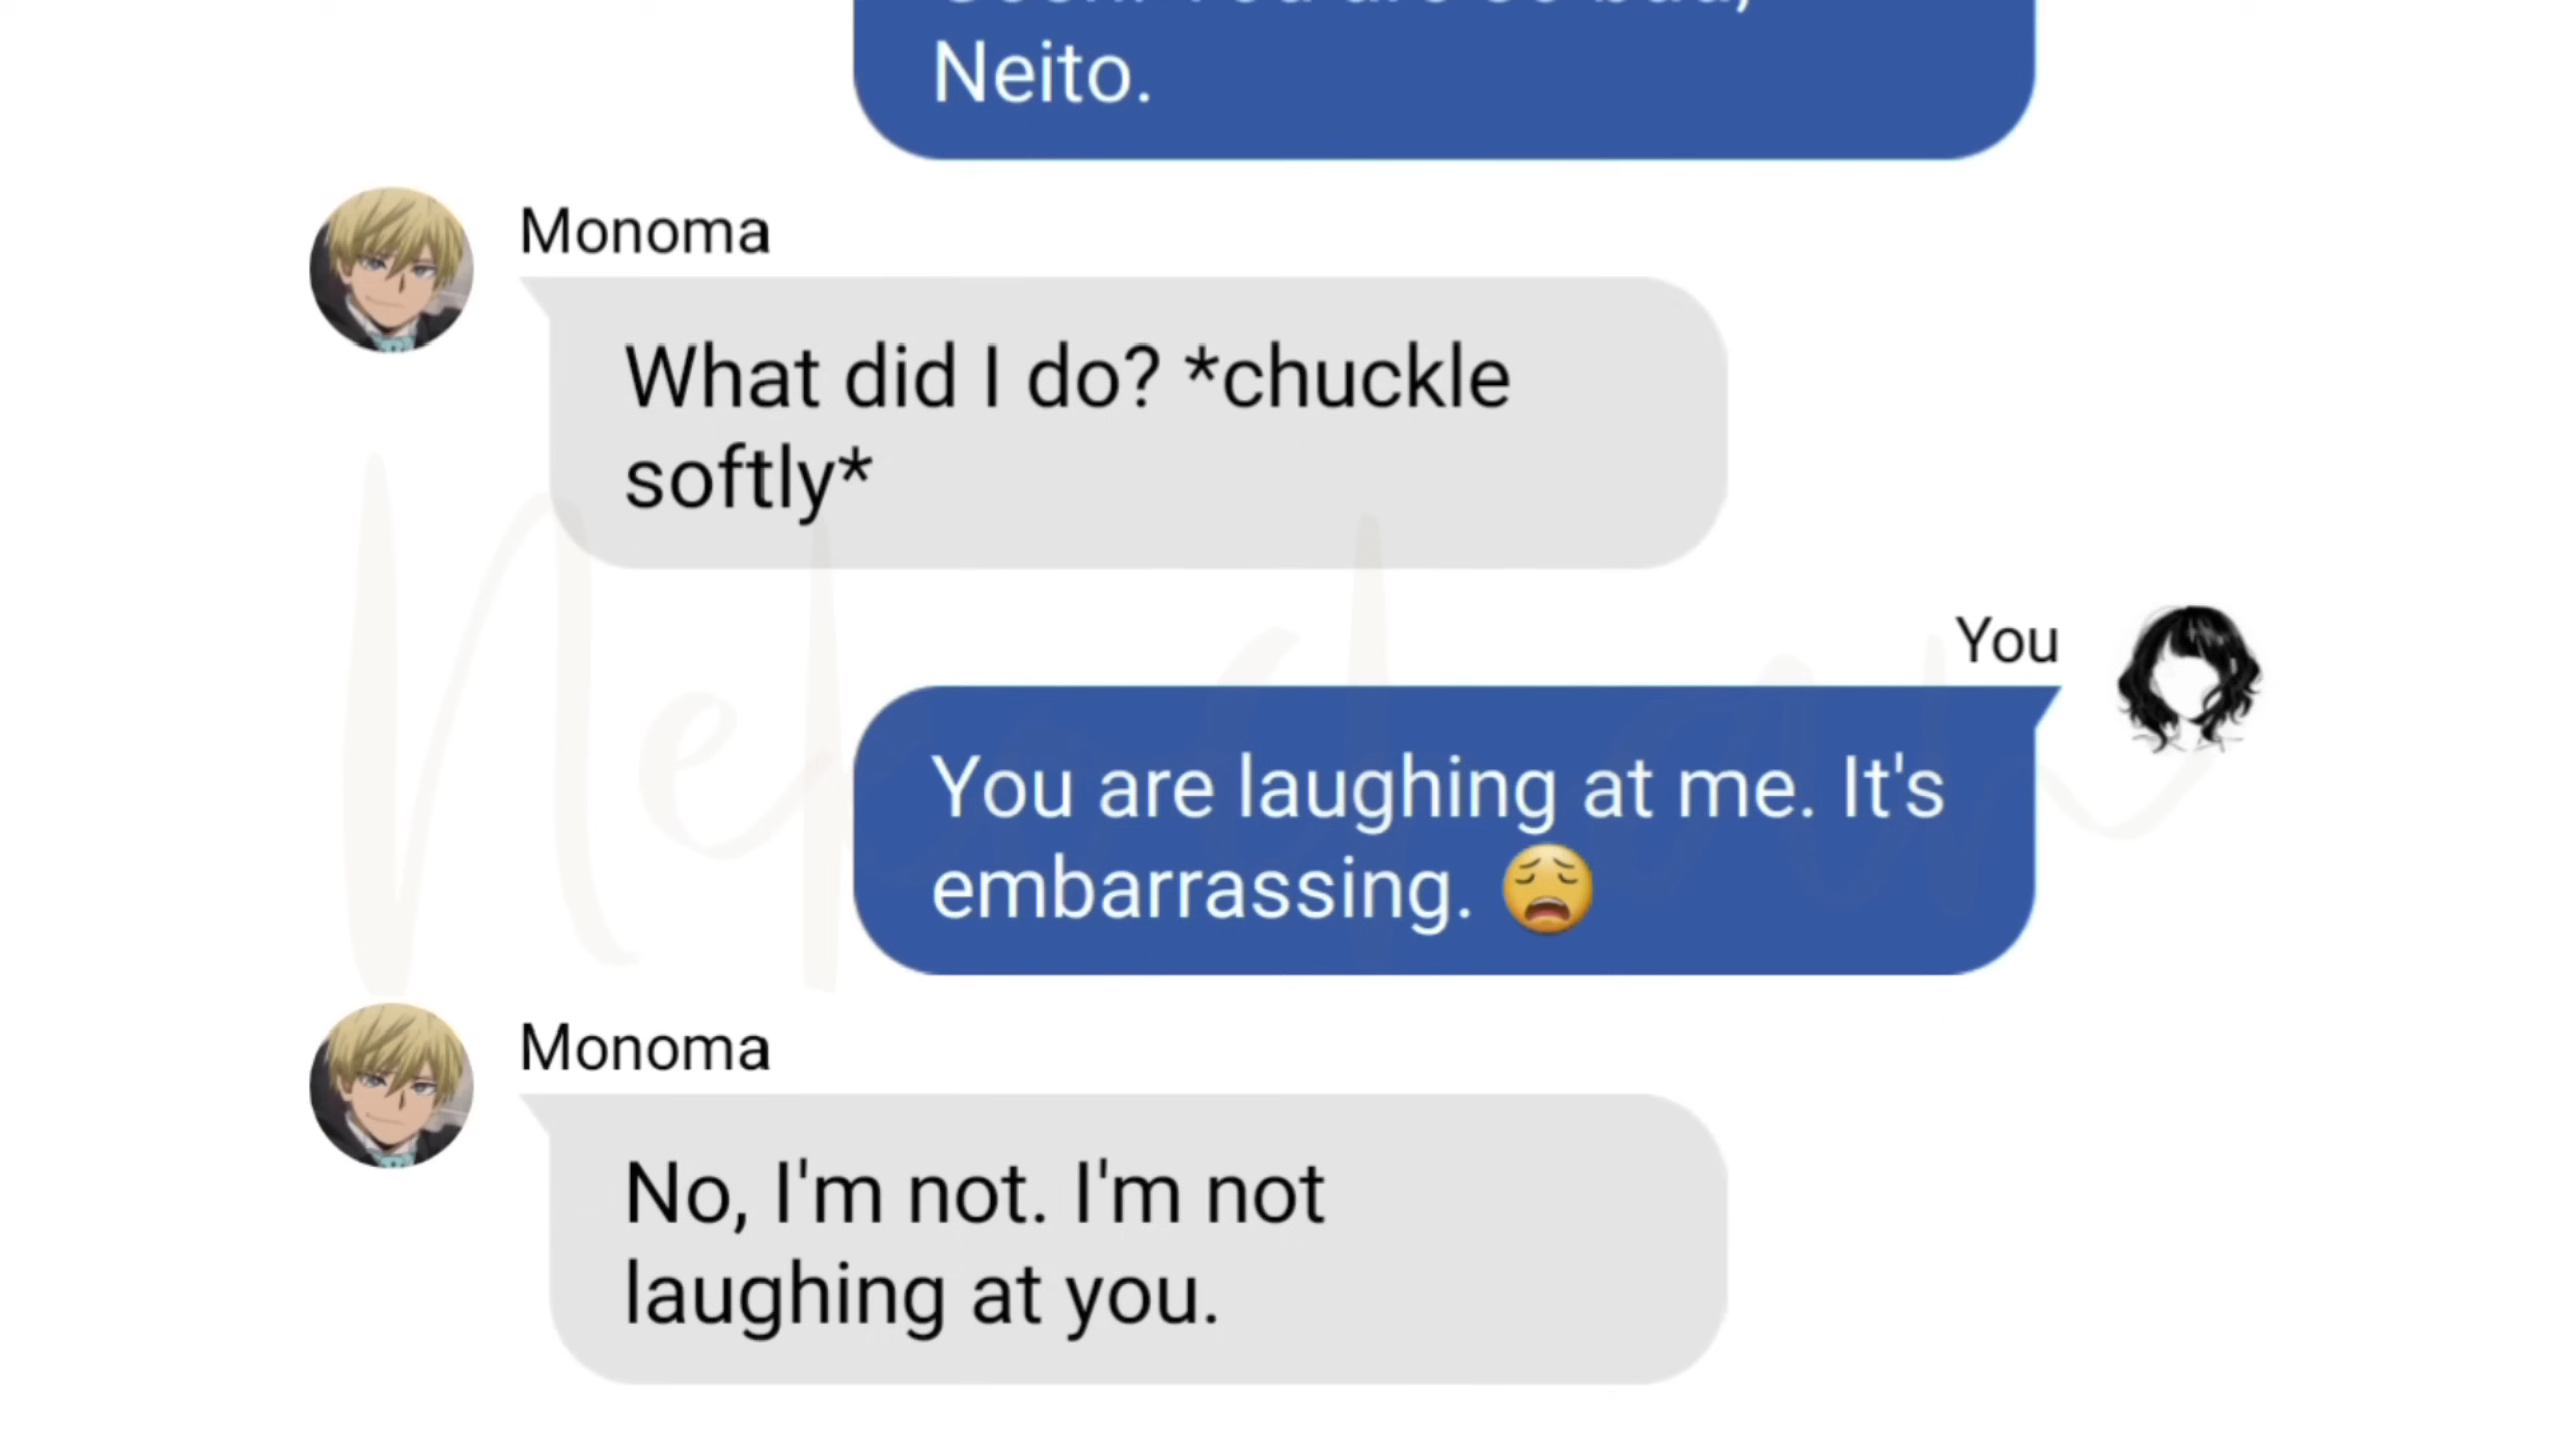 Neito.
Monoma
What did I do? *chuckle
softly*
You
You are laughing at me. It's
embarrassing. 😩
Monoma
No, I'm not. I'm not
laughing at you.